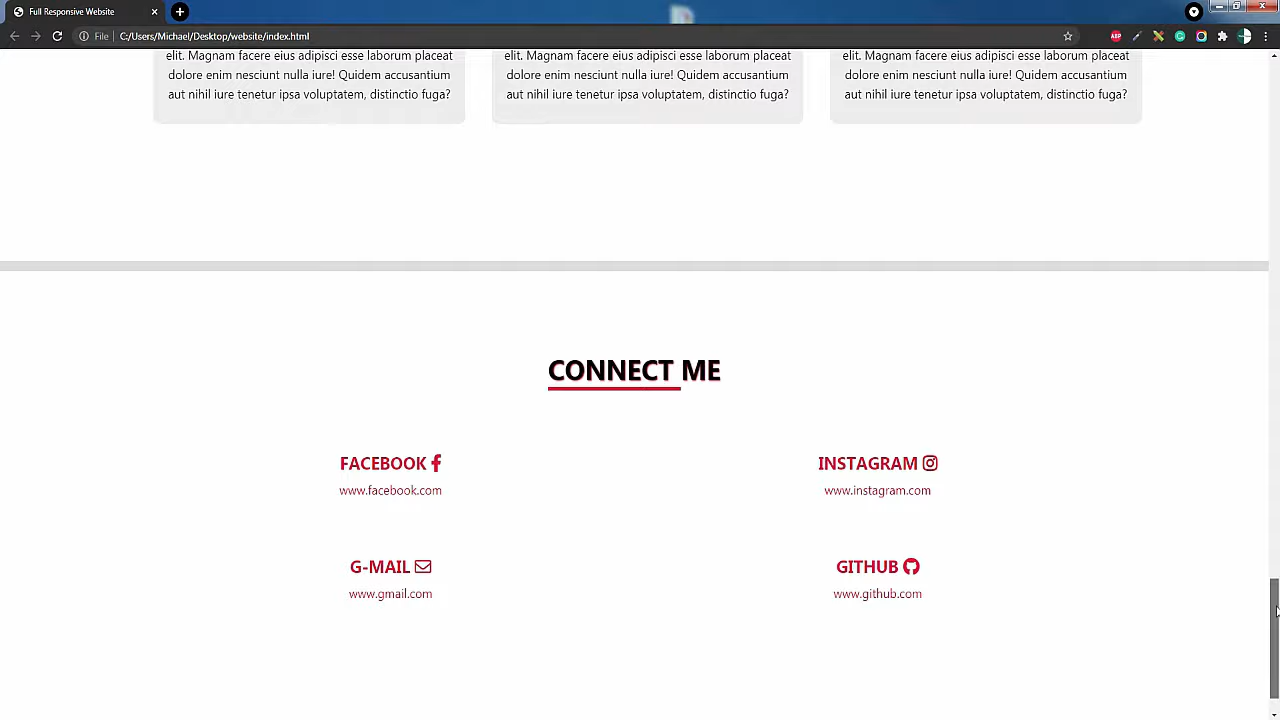 Full Responsive Website
File C:/Users/Michael/Desktop/website/index.html
elit. Magnam facere eius adipisci esse laborum placeat
dolore enim nesciunt nulla iure! Quidem accusantium
aut nihil iure tenetur ipsa voluptatem, distinctio fuga?
elit. Magnam facere eius adipisci esse laborum placeat
dolore enim nesciunt nulla iure! Quidem accusantium
aut nihil iure tenetur ipsa voluptatem, distinctio fuga?
elit. Magnam facere eius adipisci esse laborum placeat
dolore enim nesciunt nulla iure! Quidem accusantium
aut nihil iure tenetur ipsa voluptatem, distinctio fuga?
CONNECT ME
FACEBOOK
www.facebook.com
INSTAGRAM
www.instagram.com
G-MAIL
www.gmail.com
GITHUB
www.github.com